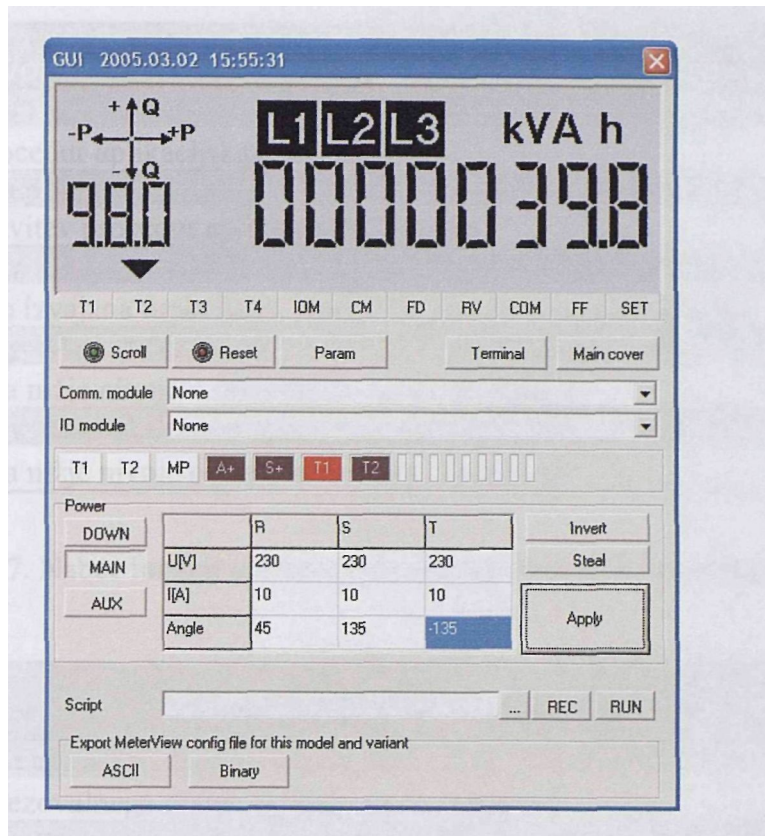 GUI 2005.03.02 15:55:31
+ Q
-P +P
- Q
L1 L2 L3 kVA h
9.8.0 0000039.8
T1 T2 T3 T4 IOM CM FD RV COM FF SET
Scroll Reset Param Terminal Main cover
Comm. module None
IO module None
T1 T2 MP A+ S+ T1 T2
Power
DOWN R S T Invert
MAIN U[V] 230 230 230 Steal
AUX I[A] 10 10 10 Apply
Angle 45 135 -135
Script ... REC RUN
Export MeterView config file for this model and variant
ASCII Binary